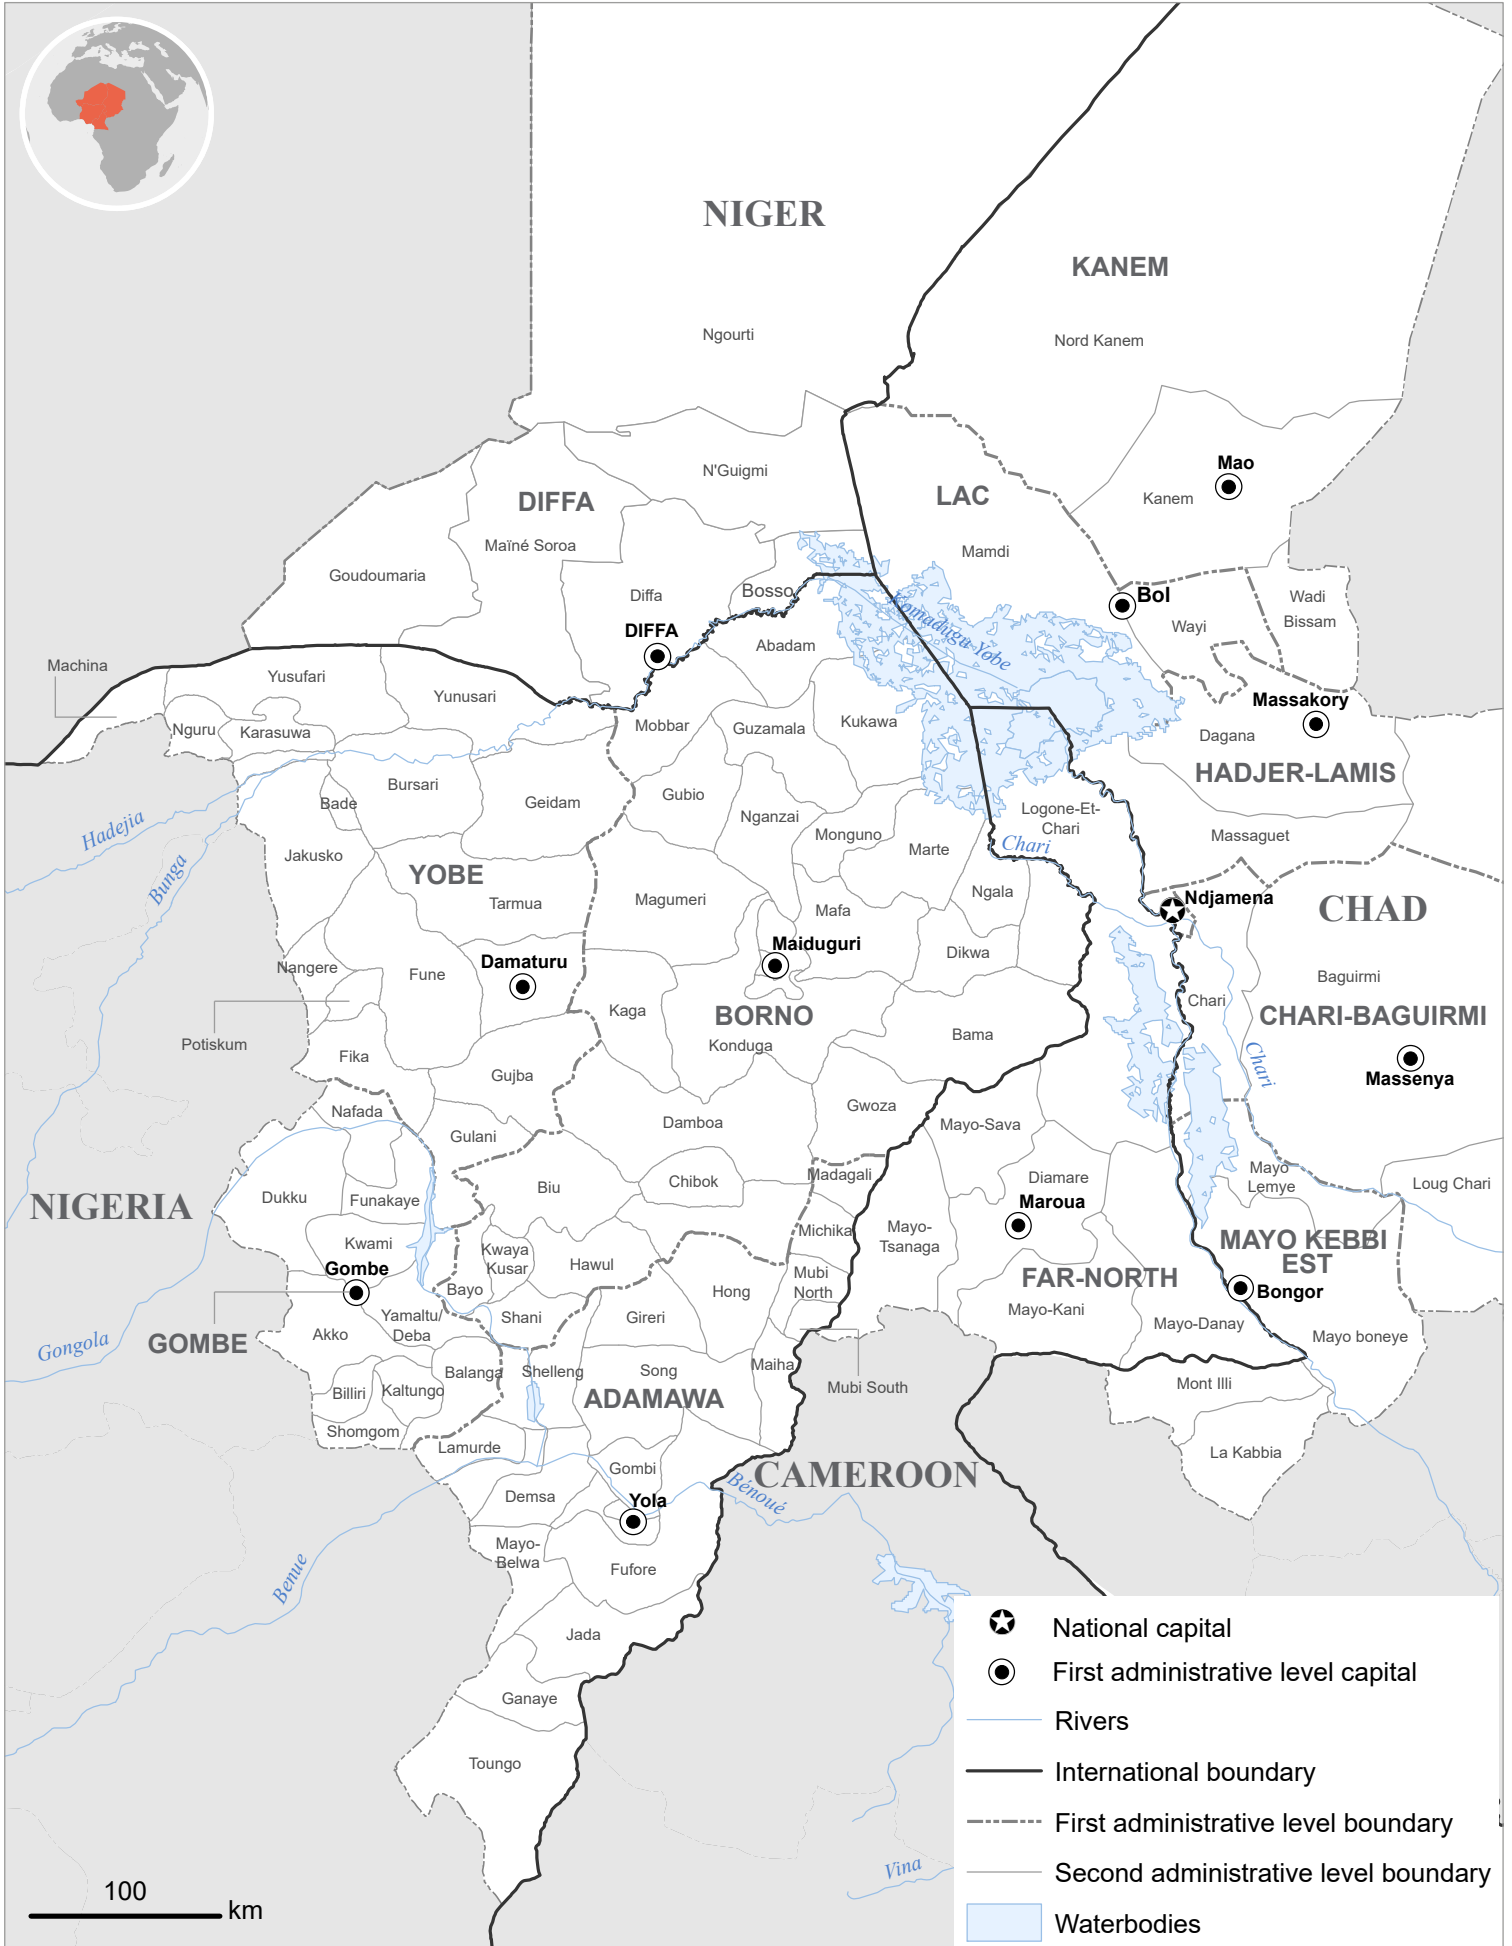 NIGER
KANEM
Ngourti
Nord Kanem
Mao
N'Guigmi
LAC
Kanem
DIFFA
Maïné Soroa
Mamdi
Goudoumaria
Diffa
Bosso
Bol
Wadi
Bissam
Komadugu Yobe
Wayi
DIFFA
Abadam
Machina
Yusufari
Yunusari
Massakory
Nguru
Karasuwa
Mobbar
Guzamala
Kukawa
Dagana
HADJER-LAMIS
Bursari
Bade
Geidam
Gubio
Nganzai
Monguno
Logone-Et-
Chari
Massaguet
Hadejia
Bunga
Jakusko
YOBE
Marte
Chari
Tarmua
Magumeri
Mafa
Ngala
Ndjamena
CHAD
Maiduguri
Dikwa
Nangere
Fune
Damaturu
Baguirmi
Kaga
BORNO
Chari
CHARI-BAGUIRMI
Potiskum
Konduga
Bama
Fika
Chari
Massenya
Gujba
Nafada
Gwoza
Damboa
Mayo-Sava
Gulani
NIGERIA
Dukku
Funakaye
Biu
Chibok
Madagali
Diamare
Maroua
Mayo
Lemye
Loug Chari
Kwami
Michika
Mayo-
Tsanaga
MAYO KEBBI
EST
Gombe
Kwaya
Kusar
Hawul
Mubi
North
Hong
FAR-NORTH
Bongor
Bayo
Mayo-Kani
Yamaltu/
Deba
Shani
Gireri
Mayo-Danay
Mayo boneye
Akko
Gongola
GOMBE
Balanga
Shelleng
Song
Maiha
Mubi South
Mont Illi
Billiri
Kaltungo
ADAMAWA
Shomgom
Lamurde
La Kabbia
Gombi
CAMEROON
Bénoué
Demsa
Yola
Mayo-
Belwa
Fufore
Benue
Jada
Ganaye
Toungo
Vina
National capital
First administrative level capital
Rivers
International boundary
First administrative level boundary
Second administrative level boundary
Waterbodies
100
km